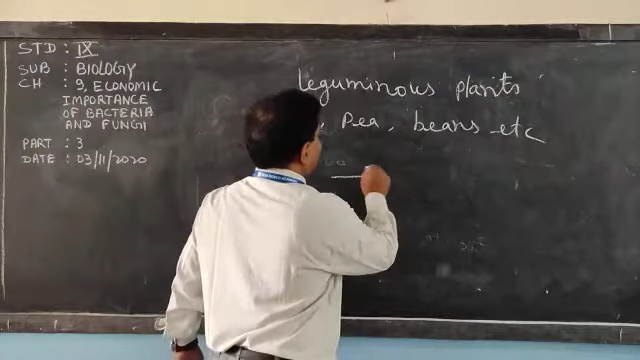 STD : IX
SUB : BIOLOGY
CH : 9, ECONOMIC
IMPORTANCE
OF BACTERIA
AND FUNGI
PART : 3
DATE : 03/11/2020
leguminous plants
, Pea, beans etc